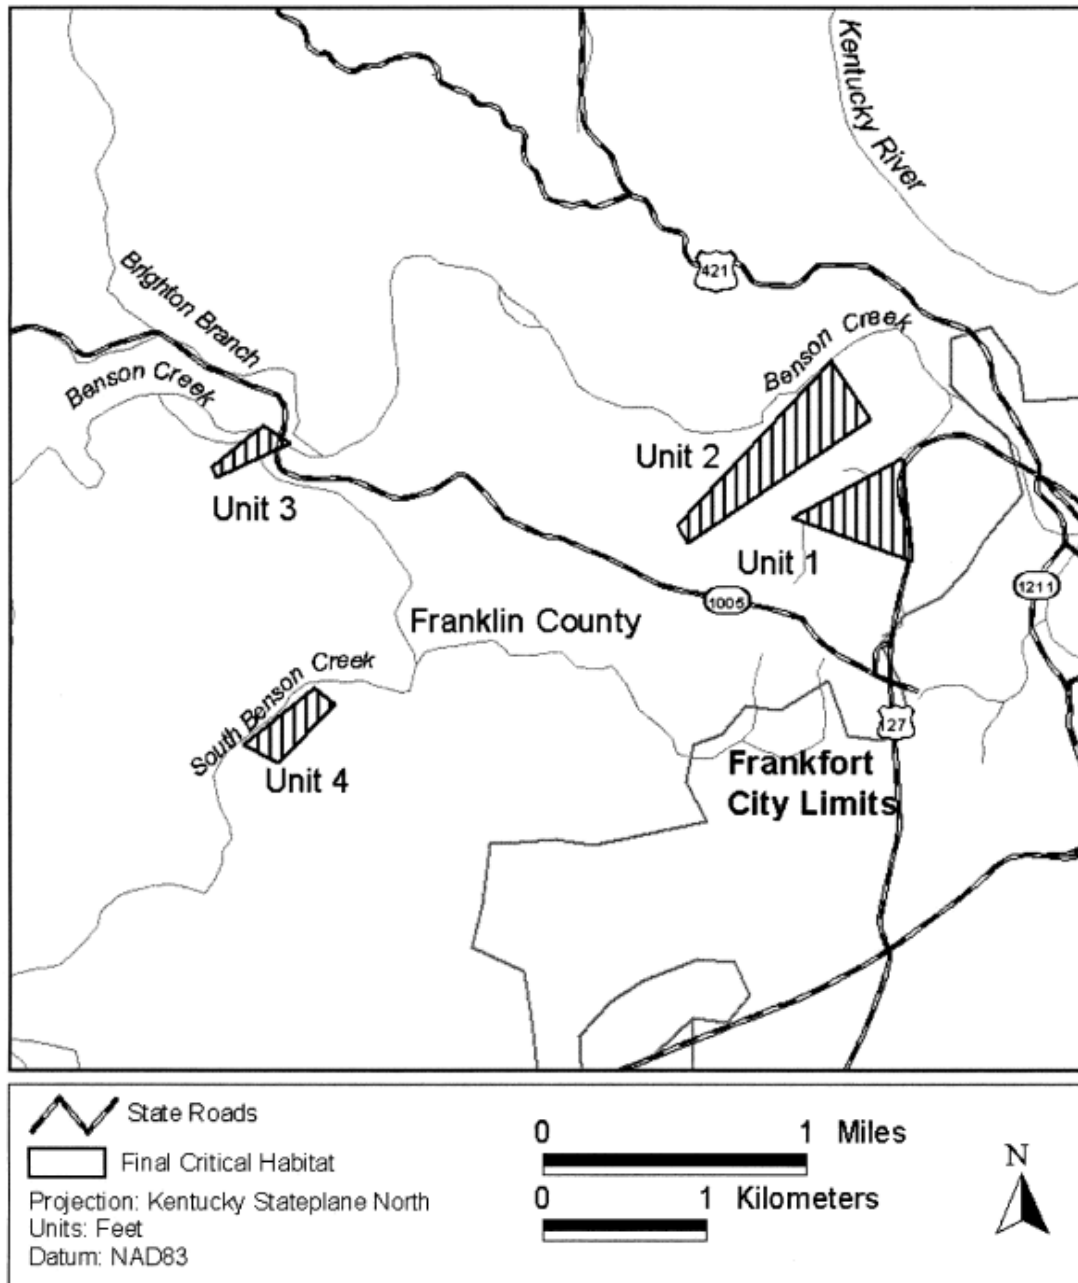 Kentucky River
421
Brighton Branch
Benson Creek
Benson Creek
Unit 2
Unit 3
Unit 1
1211
1005
Franklin County
South Benson Creek
27
Unit 4
Frankfort
City Limits
State Roads
Final Critical Habitat
Projection: Kentucky Stateplane North
Units: Feet
Datum: NAD83
0 1 Miles
0 1 Kilometers
N